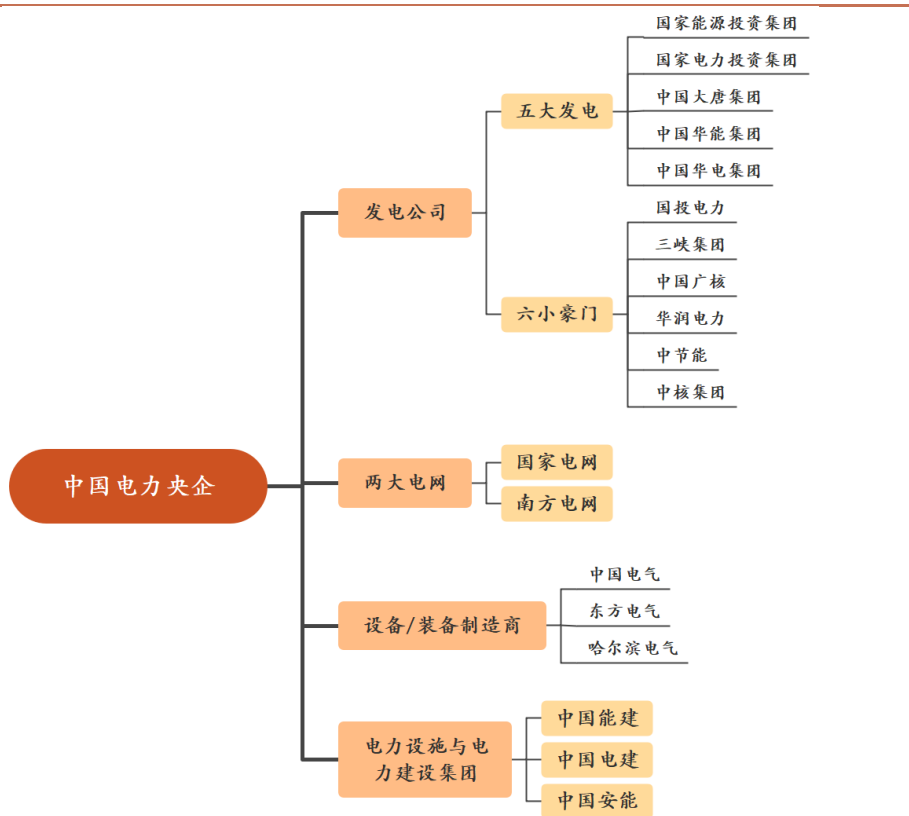 中国电力央企
发电公司
五大发电
国家能源投资集团
国家电力投资集团
中国大唐集团
中国华能集团
中国华电集团
六小豪门
国投电力
三峡集团
中国广核
华润电力
中节能
中核集团
两大电网
国家电网
南方电网
设备/装备制造商
中国电气
东方电气
哈尔滨电气
电力设施与电
力建设集团
中国能建
中国电建
中国安能